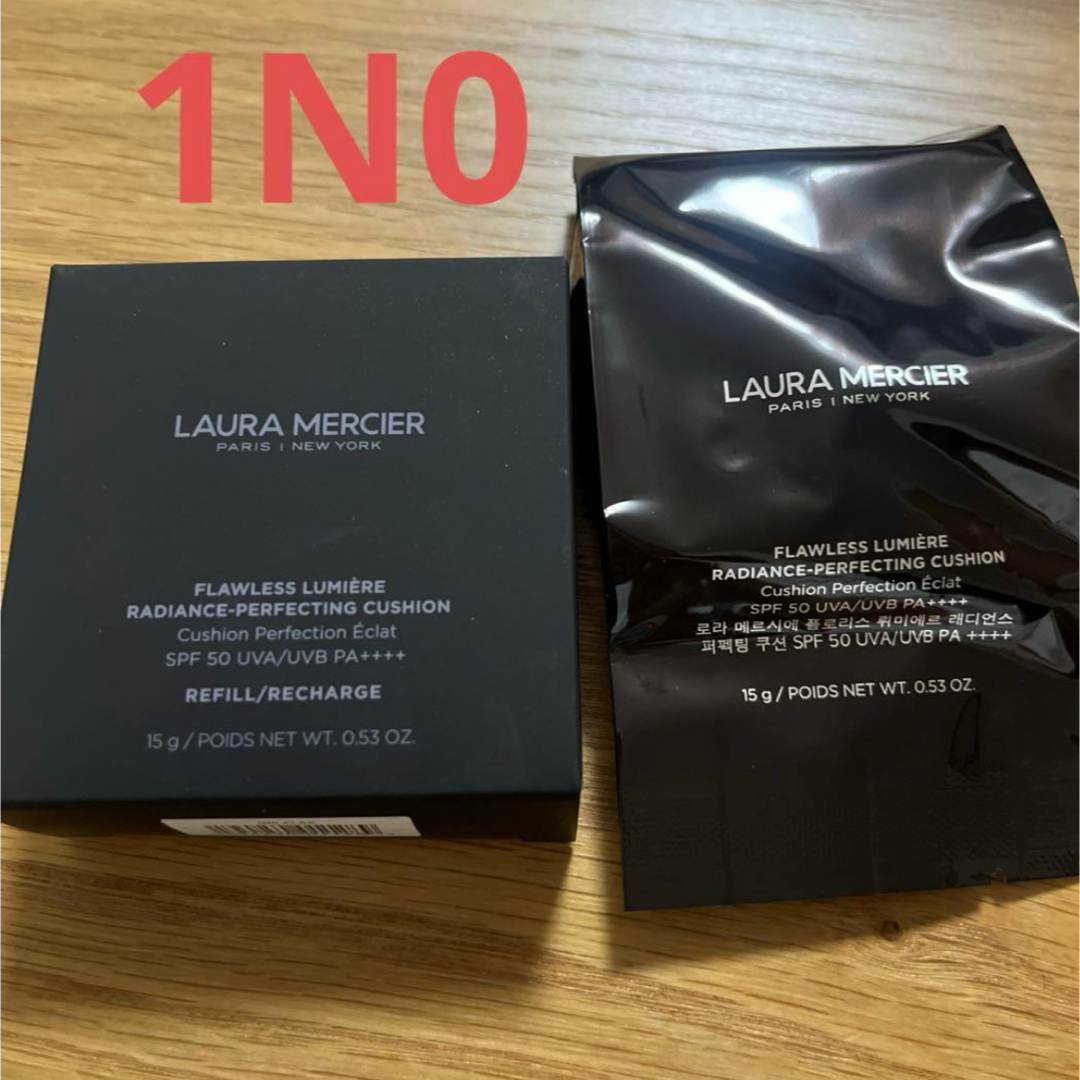 1N0
LAURA MERCIER
PARIS | NEW YORK
FLAWLESS LUMIÈRE
RADIANCE-PERFECTING CUSHION
Cushion Perfection Éclat
SPF 50 UVA/UVB PA++++
REFILL/RECHARGE
15 g / POIDS NET WT. 0.53 OZ.
LAURA MERCIER
PARIS | NEW YORK
FLAWLESS LUMIÈRE
RADIANCE-PERFECTING CUSHION
Cushion Perfection Éclat
SPF 50 UVA/UVB PA++++
로라 메르시에 플로리스 뤼미에르 래디언스
퍼펙팅 쿠션 SPF 50 UVA/UVB PA ++++
15 g / POIDS NET WT. 0.53 OZ.